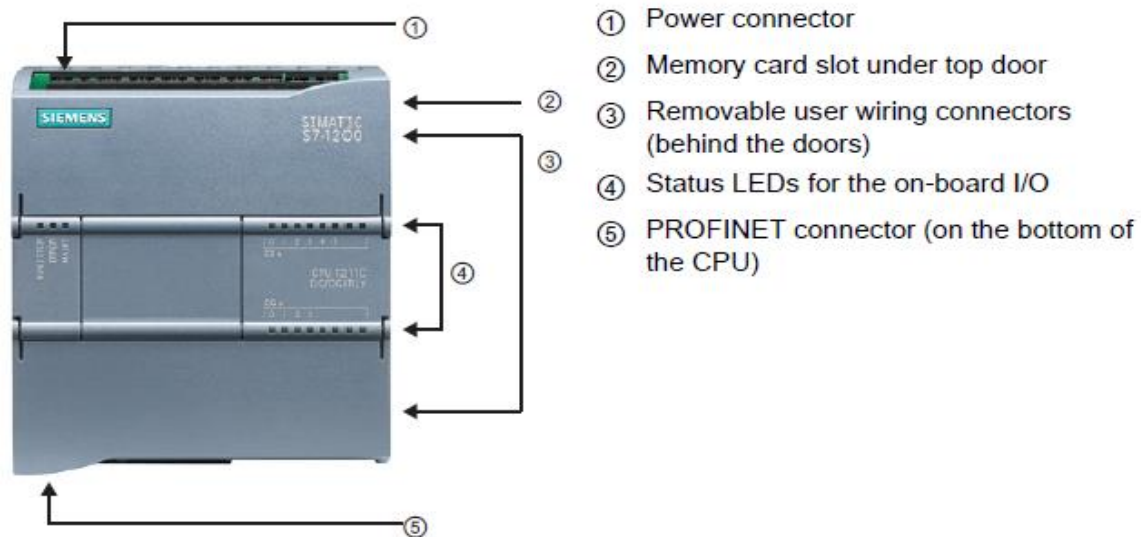 ① Power connector
② Memory card slot under top door
③ Removable user wiring connectors
(behind the doors)
④ Status LEDs for the on-board I/O
⑤ PROFINET connector (on the bottom of
the CPU)
①
SIEMENS
SIMATIC
S7-1200
②
③
④
CPU 1211C
DC/DC/RLY
⑤